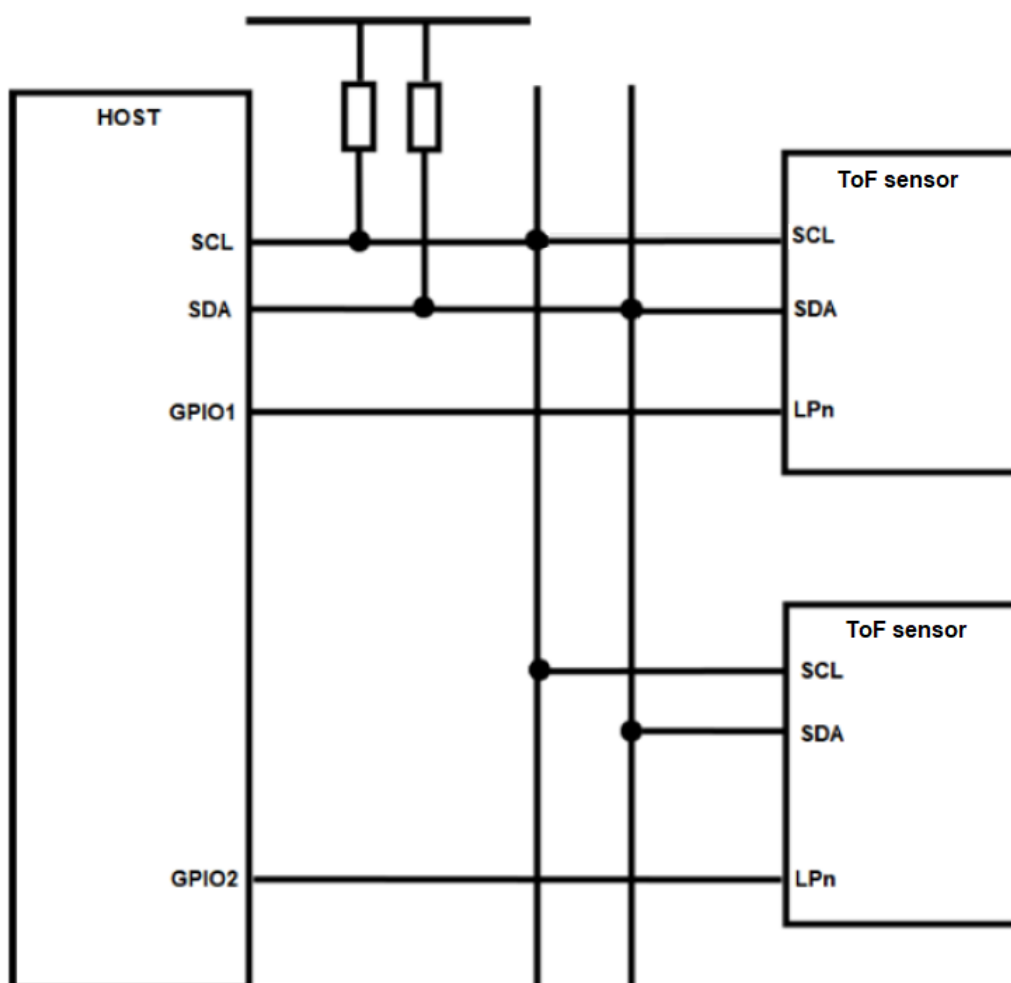 HOST
ToF sensor
SCL
SCL
SDA
SDA
GPIO1
LPn
ToF sensor
SCL
SDA
GPIO2
LPn